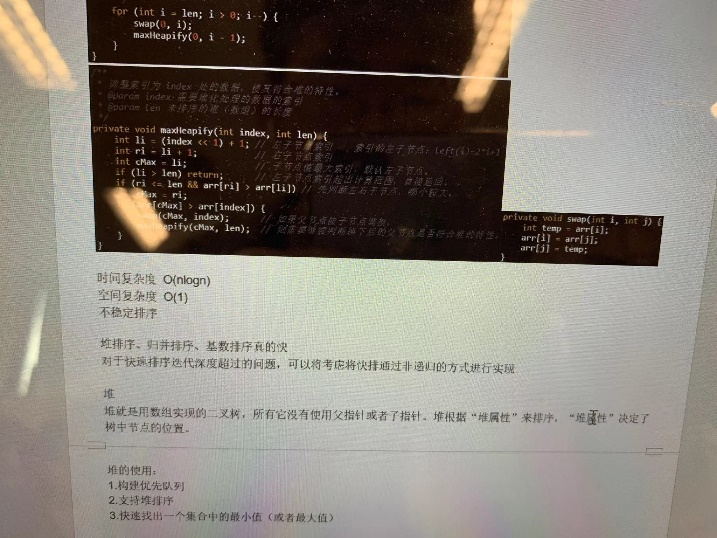 for (int i = len; i > 0; i--) {
swap(0, i);
maxHeapify(0, i - 1);
}
}
/**
* 调整索引为 index 处的数据，使其符合堆的特性。
* @param index 需要堆化处理的数据的索引
* @param len 未排序的堆（数组）的长度
*/
private void maxHeapify(int index, int len) {
int li = (index << 1) + 1; // 左子节点索引 索引的左子节点：left(i)=2*i+1
int ri = li + 1; // 右子节点索引
int cMax = li; // 子节点值最大索引，默认左子节点。
if (li > len) return; // 左子节点索引超出计算范围，直接返回。
if (ri <= len && arr[ri] > arr[li]) // 先判断左右子节点，哪个较大。
= ri;
[cMax] > arr[index]) {
(cMax, index); // 如果父节点被子节点
(cMax, len); // 则需要继续判断换下后的父节点是否符合堆的特性。
}
}
private void swap(int i, int j) {
int temp = arr[i];
arr[i] = arr[j];
arr[j] = temp;
}
时间复杂度 O(nlogn)
空间复杂度 O(1)
不稳定排序
堆排序、归并排序、基数排序真的快
对于快速排序迭代深度超过的问题，可以将考虑将快排通过非递归的方式进行实现
堆
堆就是用数组实现的二叉树，所有它没有使用父指针或者子指针。堆根据“堆属性”来排序，“堆属性”决定了
树中节点的位置。
堆的使用：
1.构建优先队列
2.支持堆排序
3.快速找出一个集合中的最小值（或者最大值）